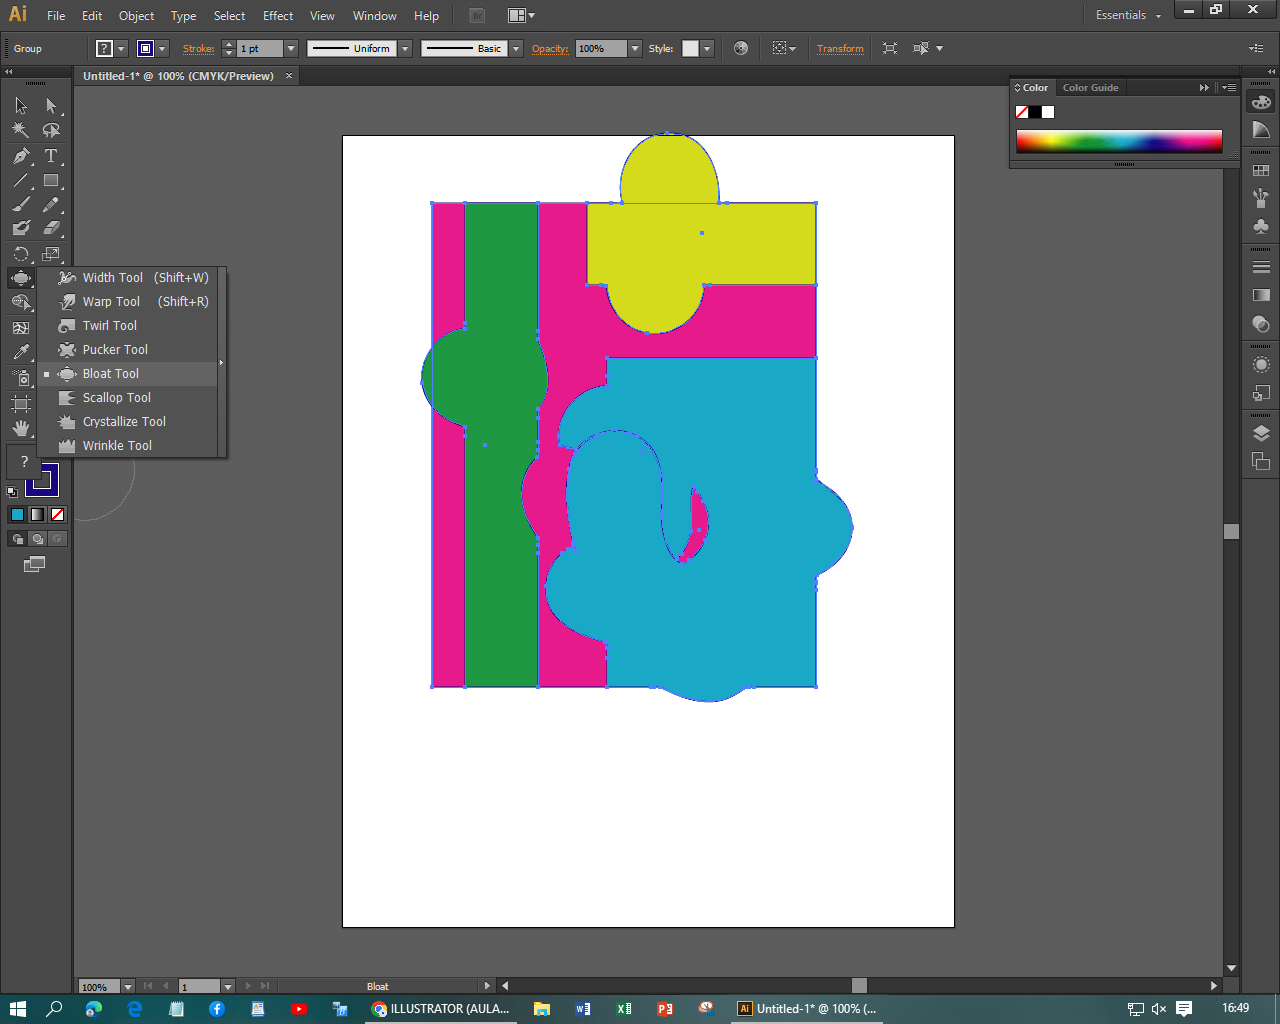 Ai File Edit Object Type Select Effect View Window Help Br Essentials
Group ? Stroke: 1 pt Uniform Basic Opacity: 100% Style: Transform
Untitled-1* @ 100% (CMYK/Preview) ×
Color Color Guide
T
Width Tool (Shift+W)
Warp Tool (Shift+R)
Twirl Tool
Pucker Tool
Bloat Tool
Scallop Tool
Crystallize Tool
Wrinkle Tool
?
100% 1 Bloat
ILLUSTRATOR (AULA... Ai Untitled-1* @ 100% (... 16:49